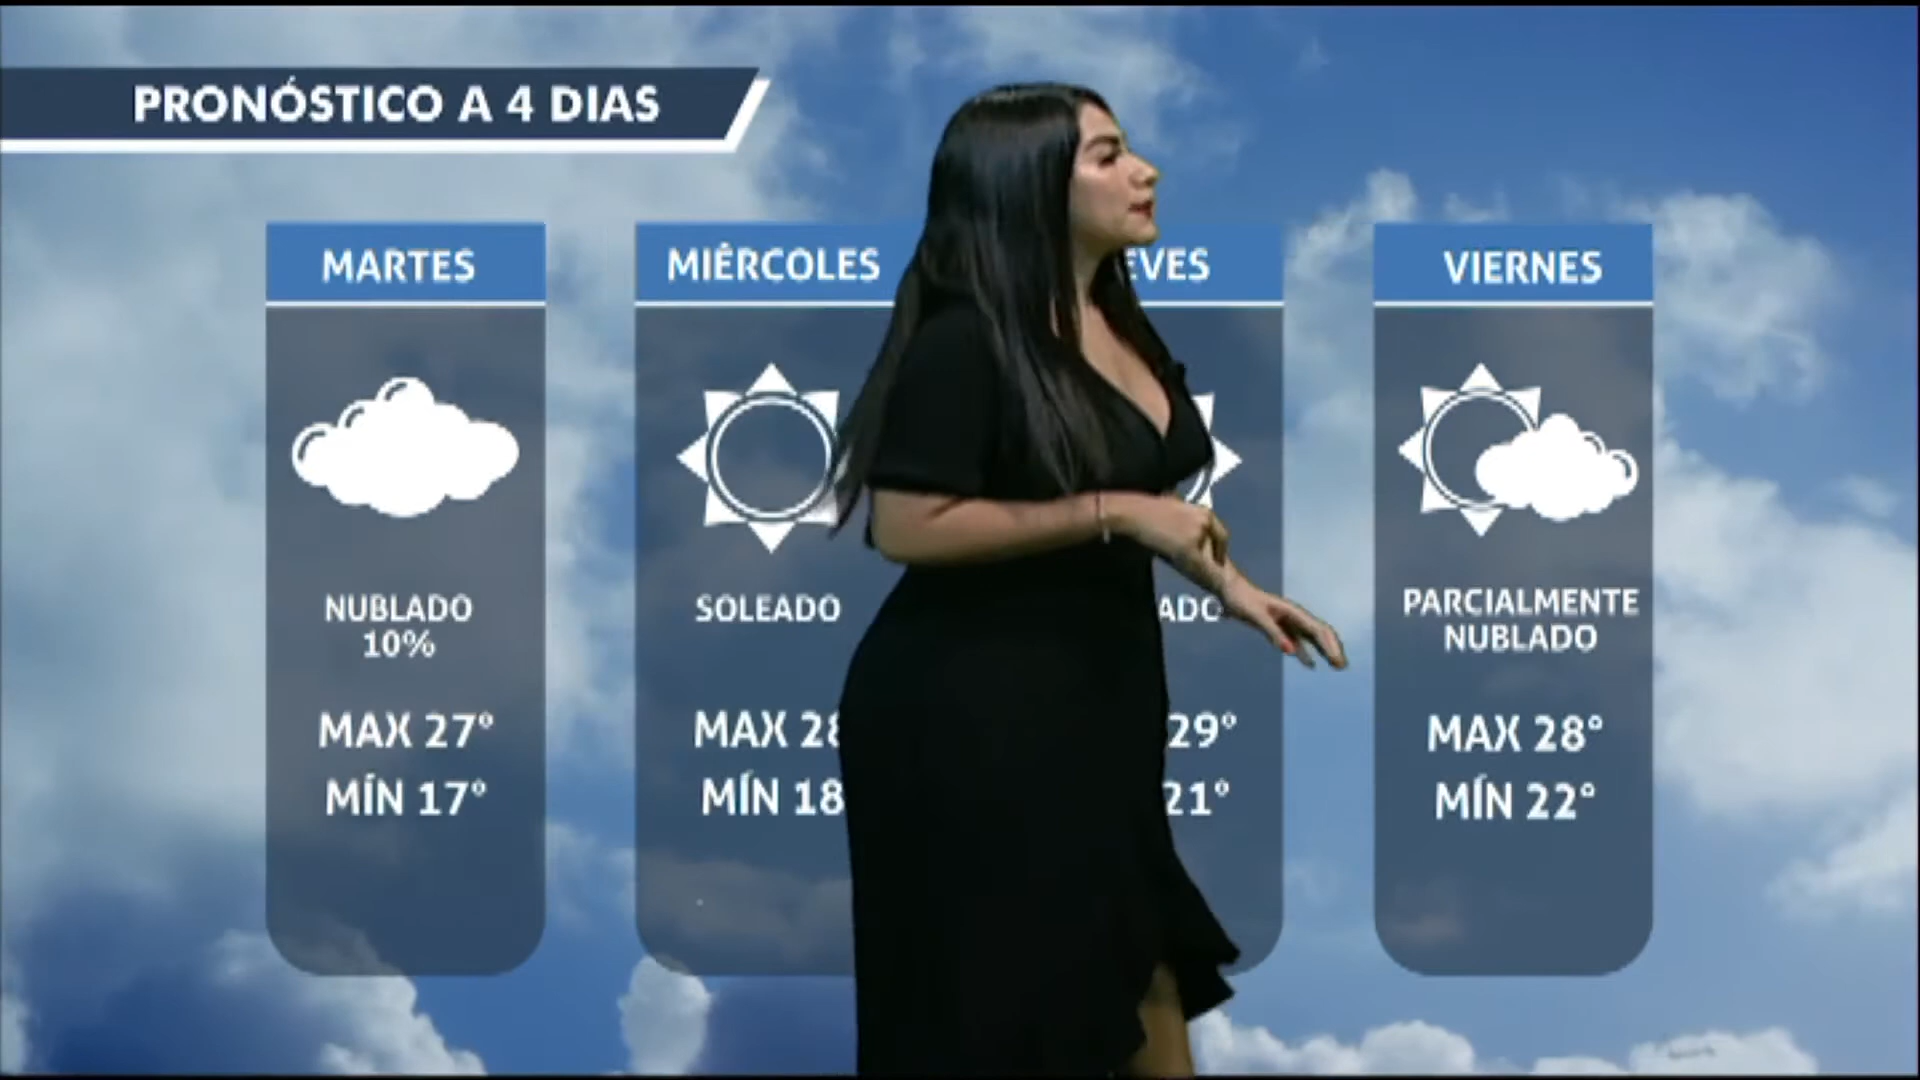 PRONÓSTICO A 4 DIAS
MARTES
NUBLADO
10%
MAX 27°
MÍN 17°
MIÉRCOLES
SOLEADO
MAX 28
MÍN 18
EVES
ADO
29°
21°
VIERNES
PARCIALMENTE
NUBLADO
MAX 28°
MÍN 22°